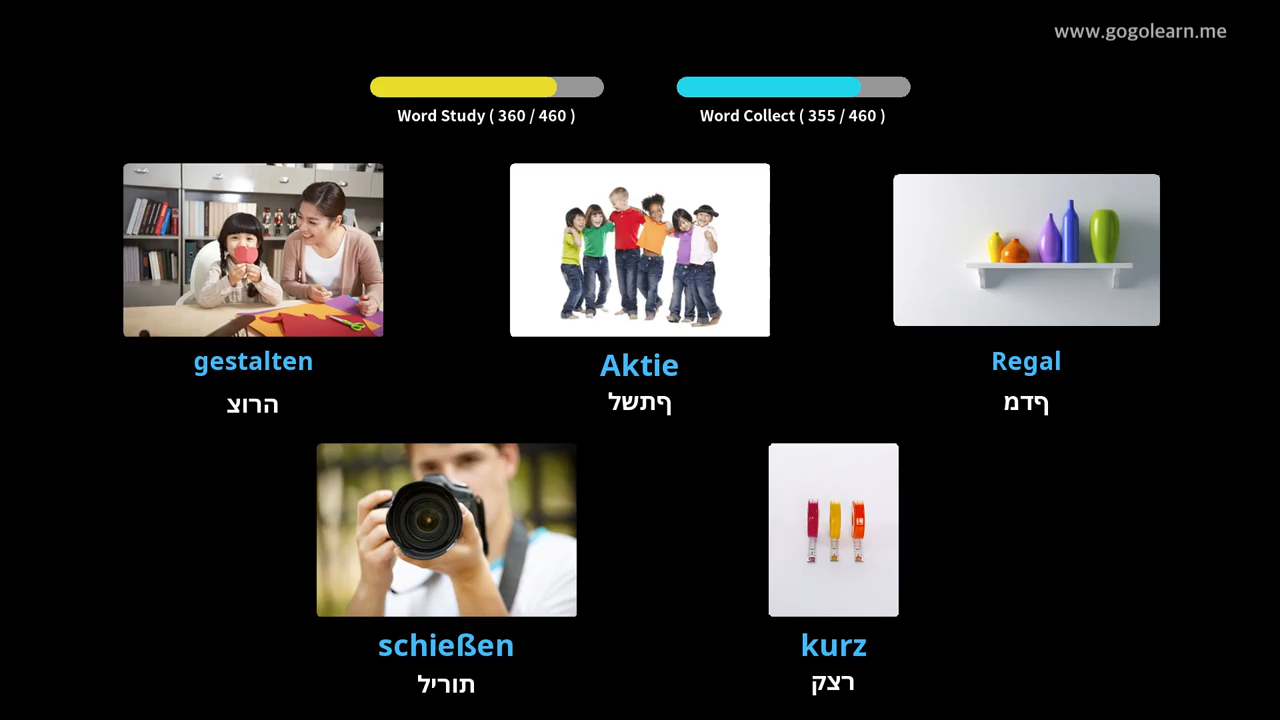 www.gogolearn.me
Word Study ( 360 / 460 )
Word Collect ( 355 / 460 )
gestalten
הרוצ
Aktie
ףתשל
Regal
ףדמ
schießen
תוריל
kurz
רצק